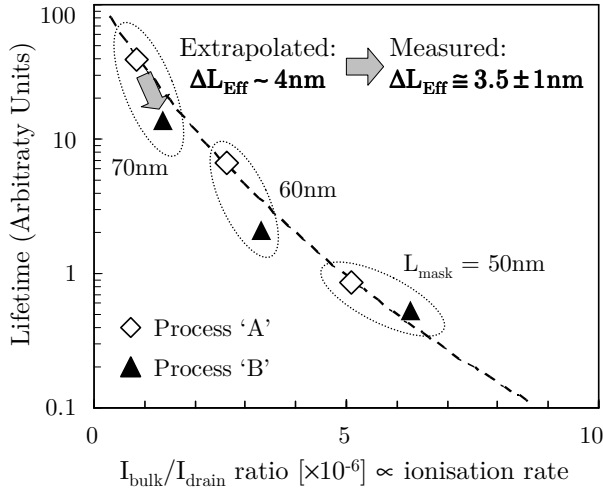 100
Extrapolated:
Measured:
ΔL_Eff ~ 4nm
ΔL_Eff ≅ 3.5 ± 1nm
10
70nm
60nm
1
L_mask = 50nm
Process ‘A’
Process ‘B’
0.1
0
5
10
Lifetime (Arbitraty Units)
I_bulk/I_drain ratio [×10^-6] ∝ ionisation rate